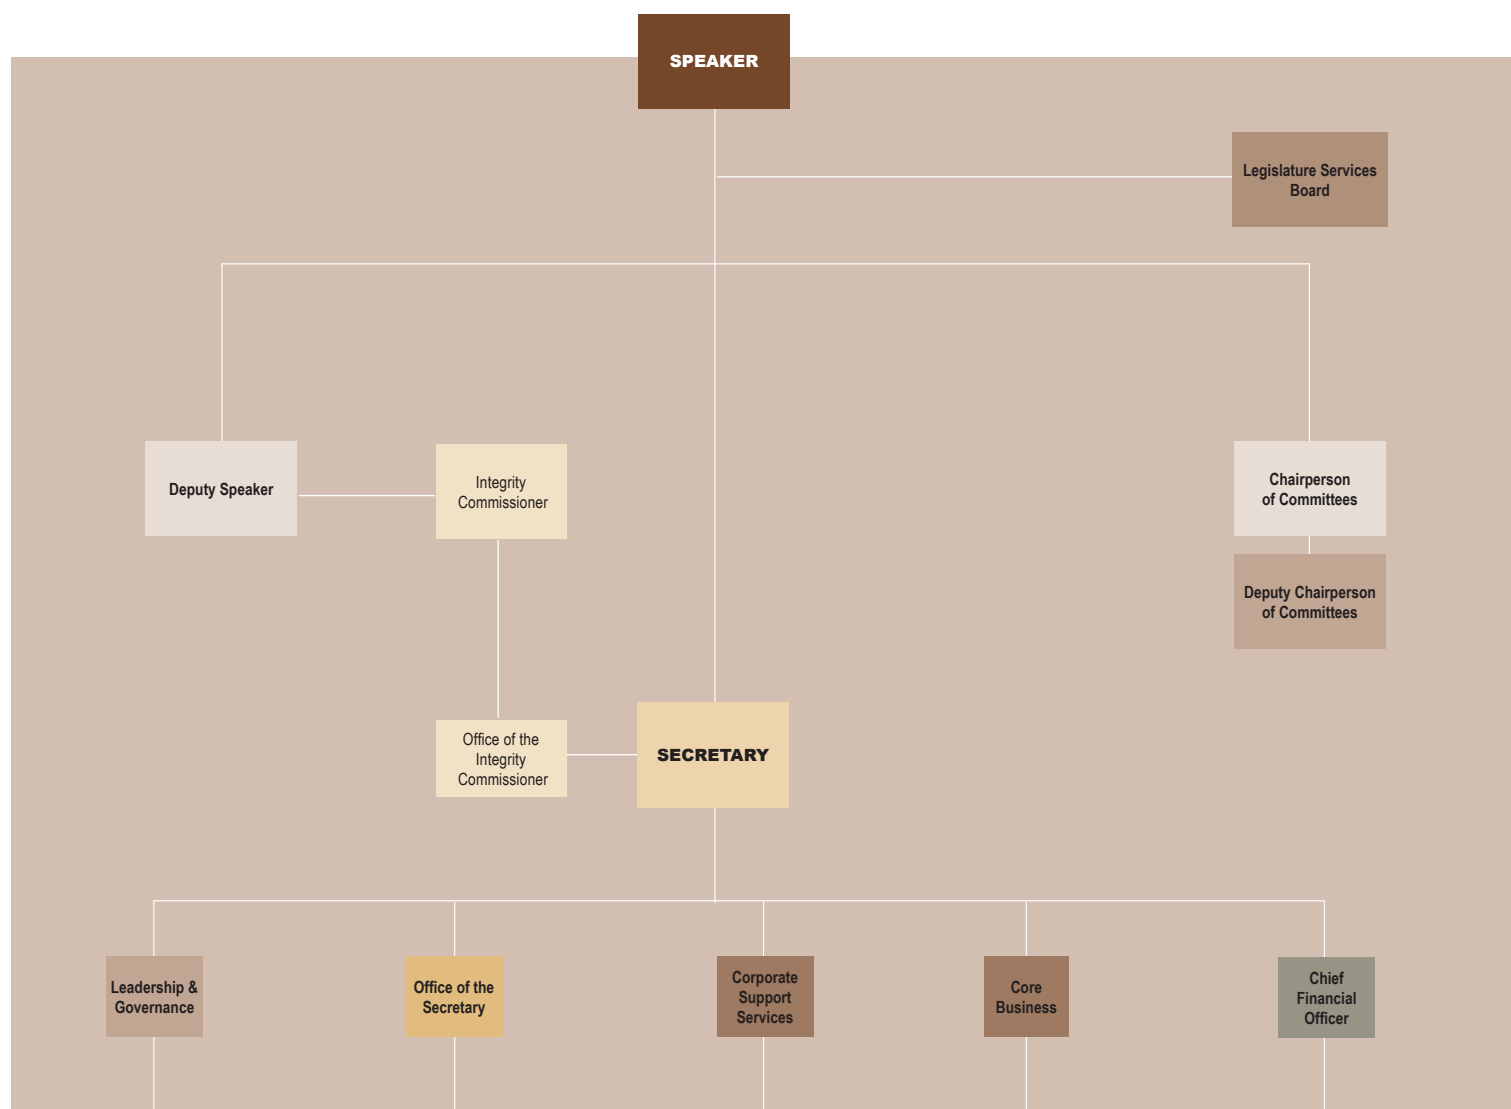 SPEAKER
Legislature Services
Board
Deputy Speaker
Integrity
Commissioner
Chairperson
of Committees
Deputy Chairperson
of Committees
Office of the
Integrity
Commissioner
SECRETARY
Leadership &
Governance
Office of the
Secretary
Corporate
Support
Services
Core
Business
Chief
Financial
Officer